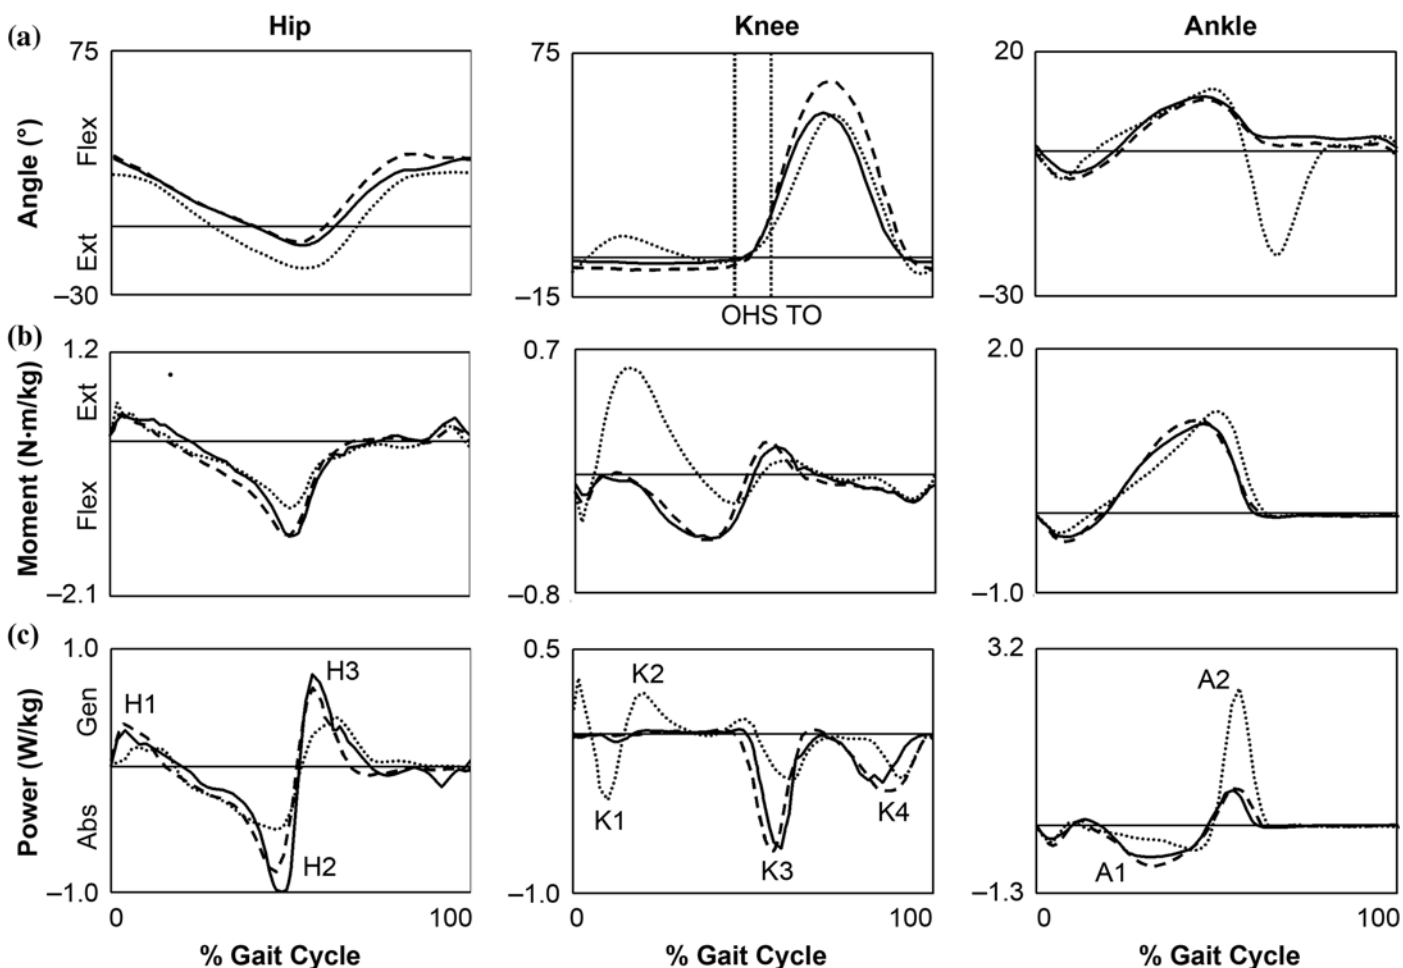 (a)
Hip
Knee
Ankle
Angle (°)
Ext Flex
75
–30
75
–15
OHS TO
20
–30
(b)
Moment (N·m/kg)
Flex Ext
1.2
–2.1
0.7
–0.8
2.0
–1.0
(c)
Power (W/kg)
Abs Gen
1.0
–1.0
H1
H3
H2
0.5
–1.0
K2
K1
K3
K4
3.2
–1.3
A2
A1
0 100
0 100
0 100
% Gait Cycle
% Gait Cycle
% Gait Cycle